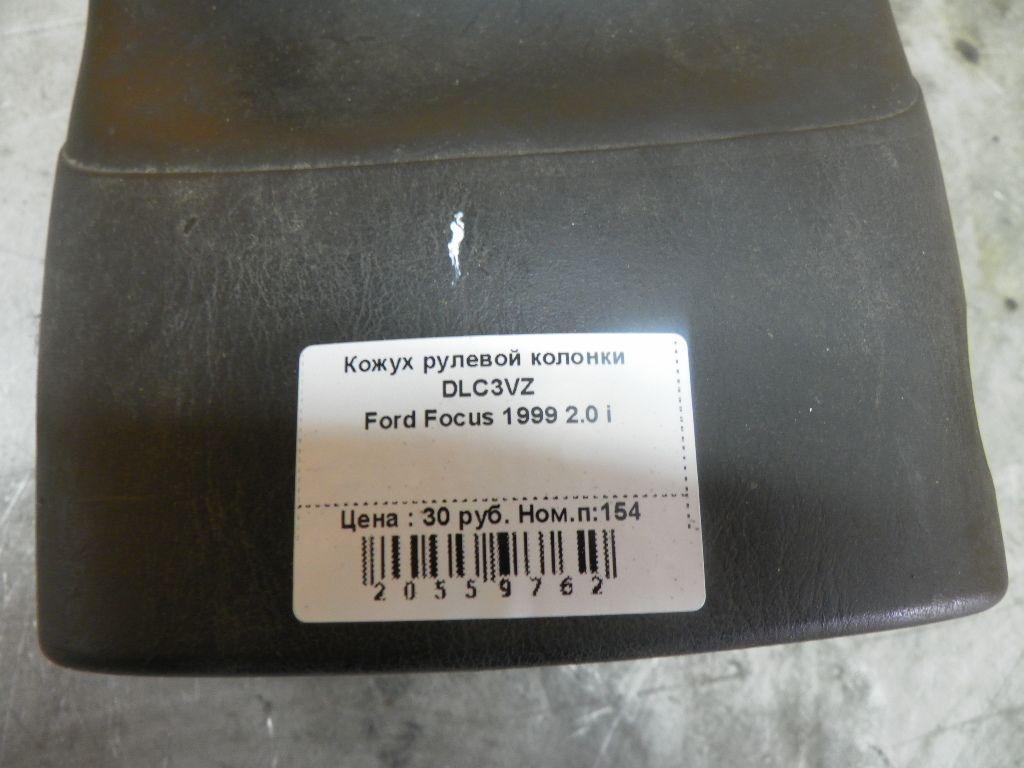 Кожух рулевой колонки
DLC3VZ
Ford Focus 1999 2.0 i
Цена : 30 руб. Ном.п:154
20559762